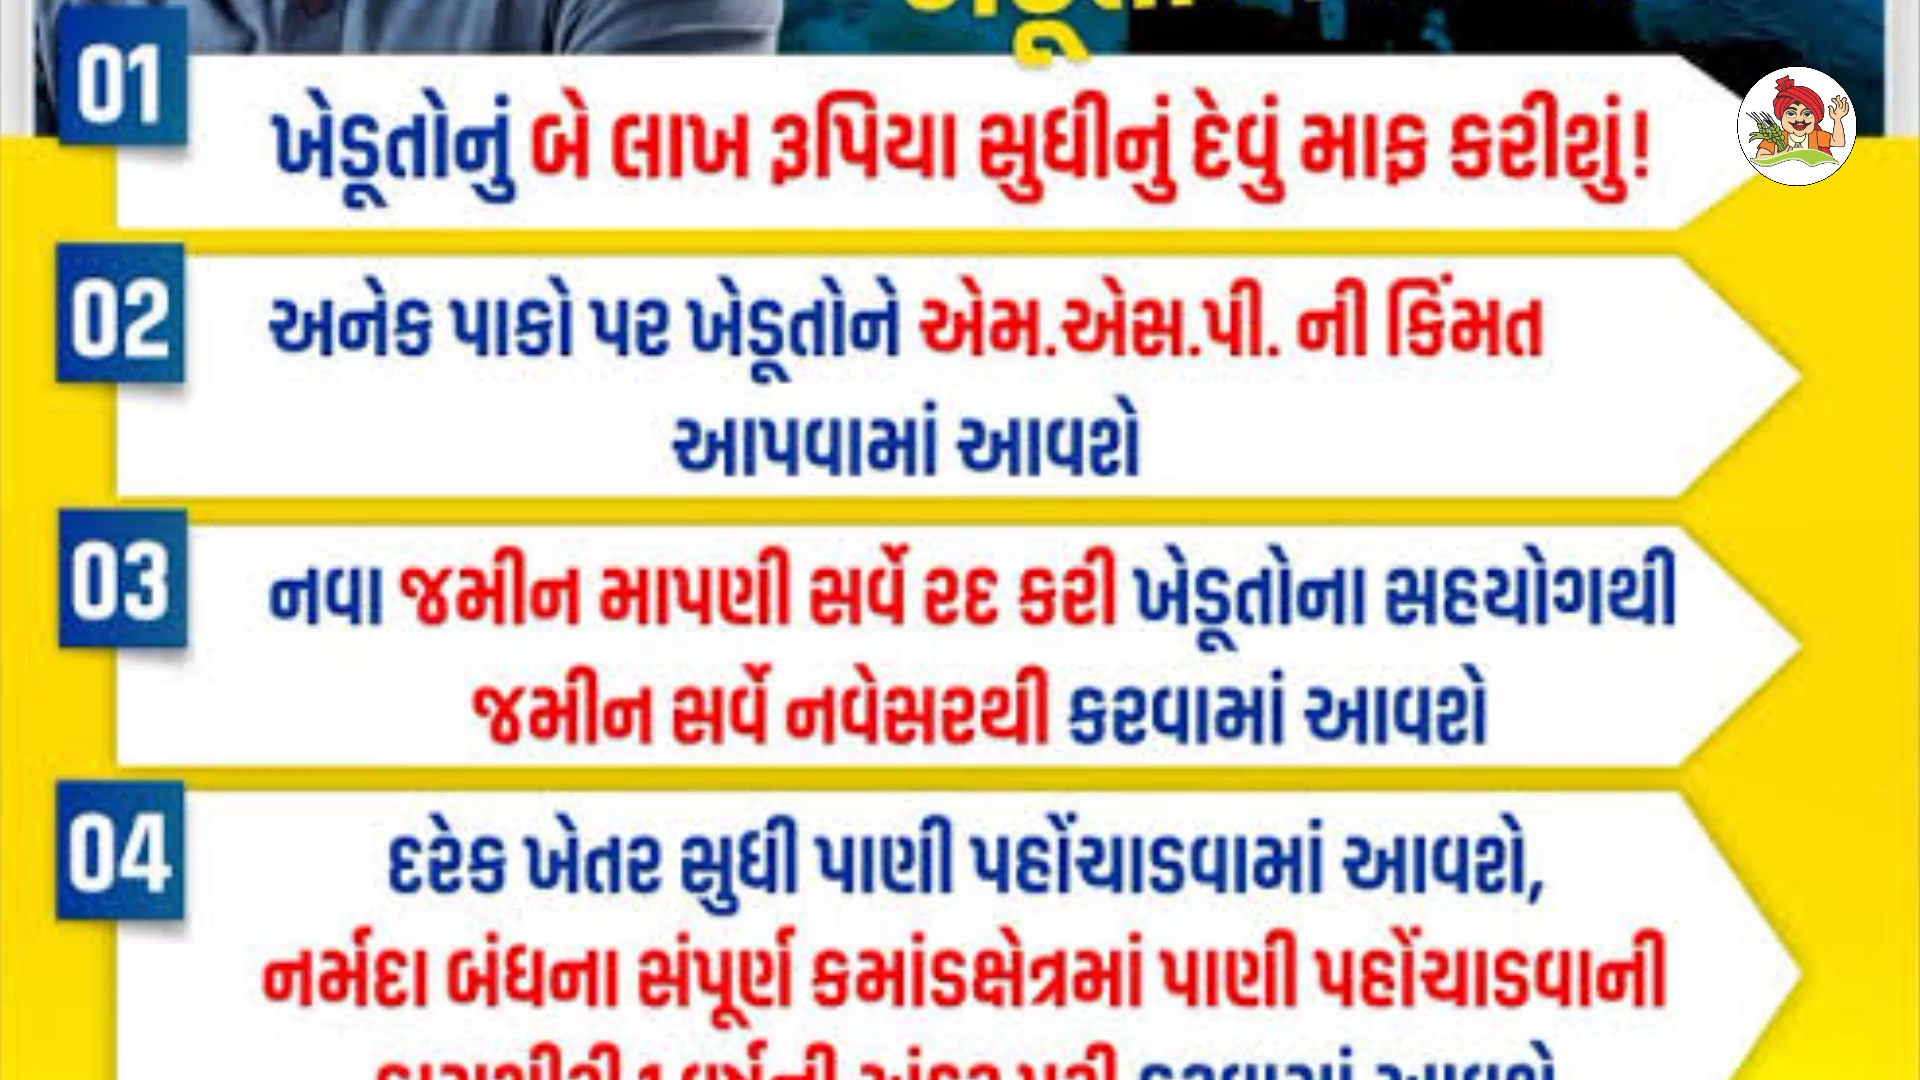 01
ખેડૂતોનું બે લાખ રૂપિયા સુધીનું દેવું માફ કરીશું!
02
અનેક પાકો પર ખેડૂતોને એમ.એસ.પી. ની કિંમત
આપવામાં આવશે
03
નવા જમીન માપણી સર્વે રદ કરી ખેડૂતોના સહયોગથી
જમીન સર્વે નવેસરથી કરવામાં આવશે
04
દરેક ખેતર સુધી પાણી પહોંચાડવામાં આવશે,
નર્મદા બંધના સંપૂર્ણ કમાંડક્ષેત્રમાં પાણી પહોંચાડવાની